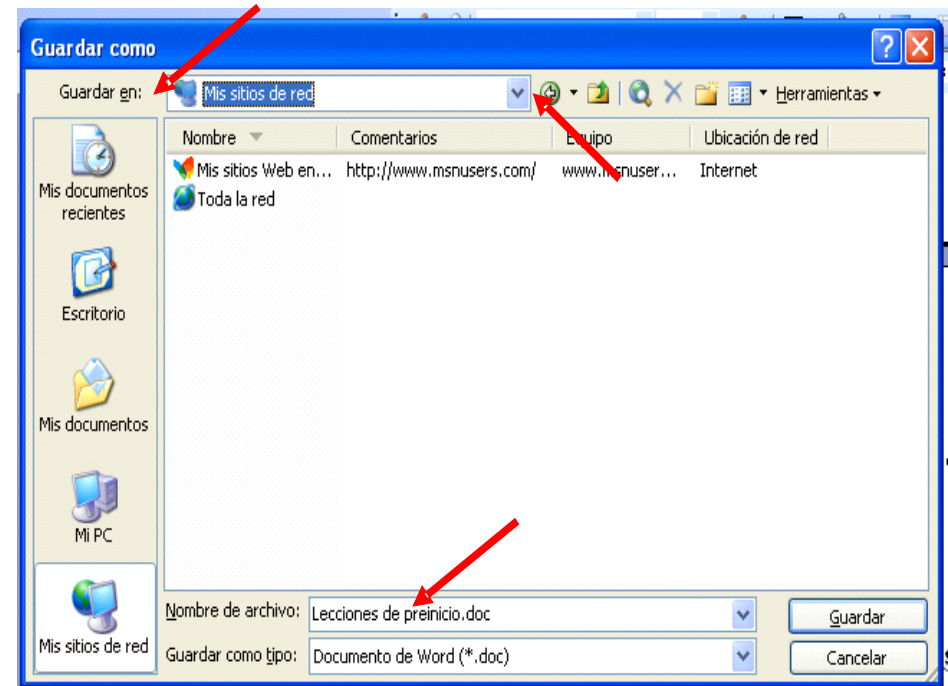 Guardar como
Guardar en:
Mis sitios de red
Herramientas
Nombre Comentarios Equipo Ubicación de red
Mis sitios Web en... http://www.msnusers.com/ www.msnuser... Internet
Toda la red
Mis documentos
recientes
Escritorio
Mis documentos
Mi PC
Mis sitios de red
Nombre de archivo: Lecciones de preinicio.doc
Guardar
Guardar como tipo: Documento de Word (*.doc)
Cancelar